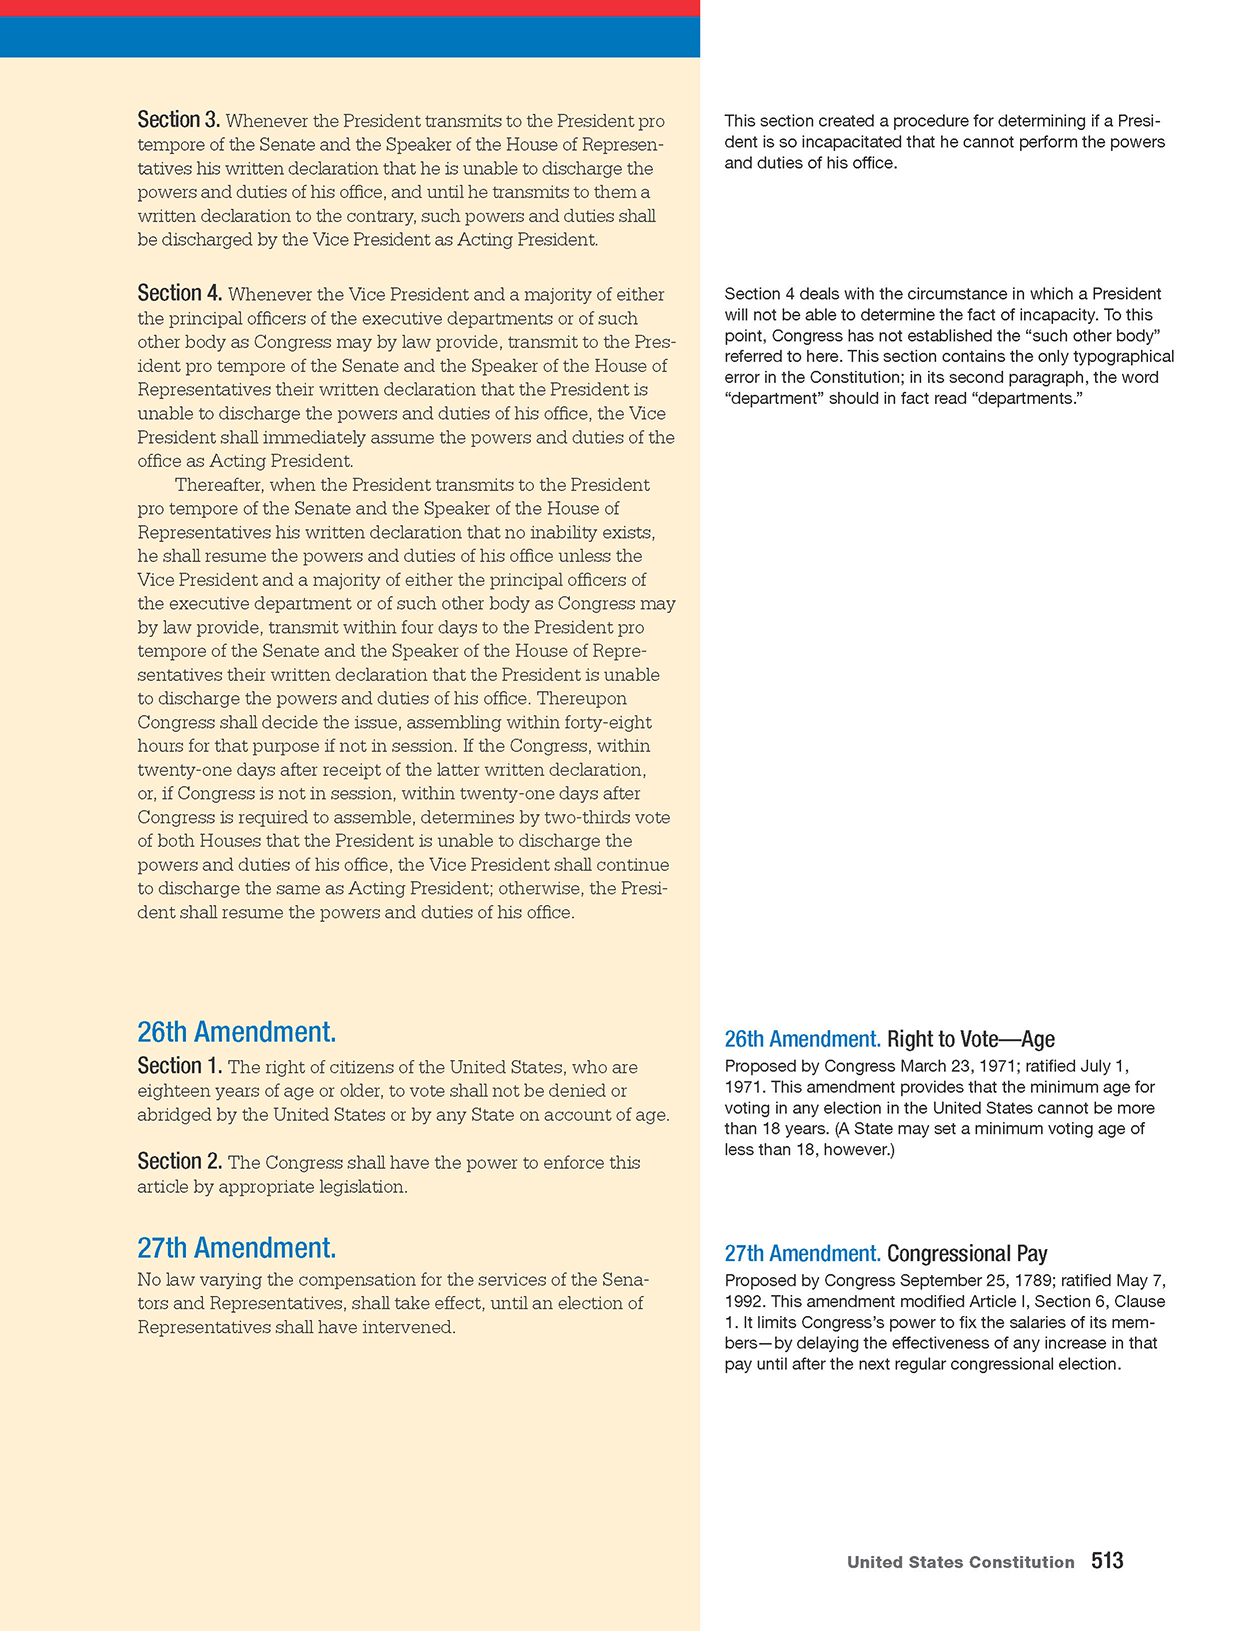 Section 3. Whenever the President transmits to the President pro
tempore of the Senate and the Speaker of the House of Represen-
tatives his written declaration that he is unable to discharge the
powers and duties of his office, and until he transmits to them a
written declaration to the contrary, such powers and duties shall
be discharged by the Vice President as Acting President.
This section created a procedure for determining if a Presi-
dent is so incapacitated that he cannot perform the powers
and duties of his office.
Section 4. Whenever the Vice President and a majority of either
the principal officers of the executive departments or of such
other body as Congress may by law provide, transmit to the Pres-
ident pro tempore of the Senate and the Speaker of the House of
Representatives their written declaration that the President is
unable to discharge the powers and duties of his office, the Vice
President shall immediately assume the powers and duties of the
office as Acting President.
Thereafter, when the President transmits to the President
pro tempore of the Senate and the Speaker of the House of
Representatives his written declaration that no inability exists,
he shall resume the powers and duties of his office unless the
Vice President and a majority of either the principal officers of
the executive department or of such other body as Congress may
by law provide, transmit within four days to the President pro
tempore of the Senate and the Speaker of the House of Repre-
sentatives their written declaration that the President is unable
to discharge the powers and duties of his office. Thereupon
Congress shall decide the issue, assembling within forty-eight
hours for that purpose if not in session. If the Congress, within
twenty-one days after receipt of the latter written declaration,
or, if Congress is not in session, within twenty-one days after
Congress is required to assemble, determines by two-thirds vote
of both Houses that the President is unable to discharge the
powers and duties of his office, the Vice President shall continue
to discharge the same as Acting President; otherwise, the Presi-
dent shall resume the powers and duties of his office.
Section 4 deals with the circumstance in which a President
will not be able to determine the fact of incapacity. To this
point, Congress has not established the “such other body”
referred to here. This section contains the only typographical
error in the Constitution; in its second paragraph, the word
“department” should in fact read “departments.”
26th Amendment.
Section 1. The right of citizens of the United States, who are
eighteen years of age or older, to vote shall not be denied or
abridged by the United States or by any State on account of age.
Section 2. The Congress shall have the power to enforce this
article by appropriate legislation.
26th Amendment. Right to Vote—Age
Proposed by Congress March 23, 1971; ratified July 1,
1971. This amendment provides that the minimum age for
voting in any election in the United States cannot be more
than 18 years. (A State may set a minimum voting age of
less than 18, however.)
27th Amendment.
No law varying the compensation for the services of the Sena-
tors and Representatives, shall take effect, until an election of
Representatives shall have intervened.
27th Amendment. Congressional Pay
Proposed by Congress September 25, 1789; ratified May 7,
1992. This amendment modified Article I, Section 6, Clause
1. It limits Congress’s power to fix the salaries of its mem-
bers—by delaying the effectiveness of any increase in that
pay until after the next regular congressional election.
United States Constitution 513